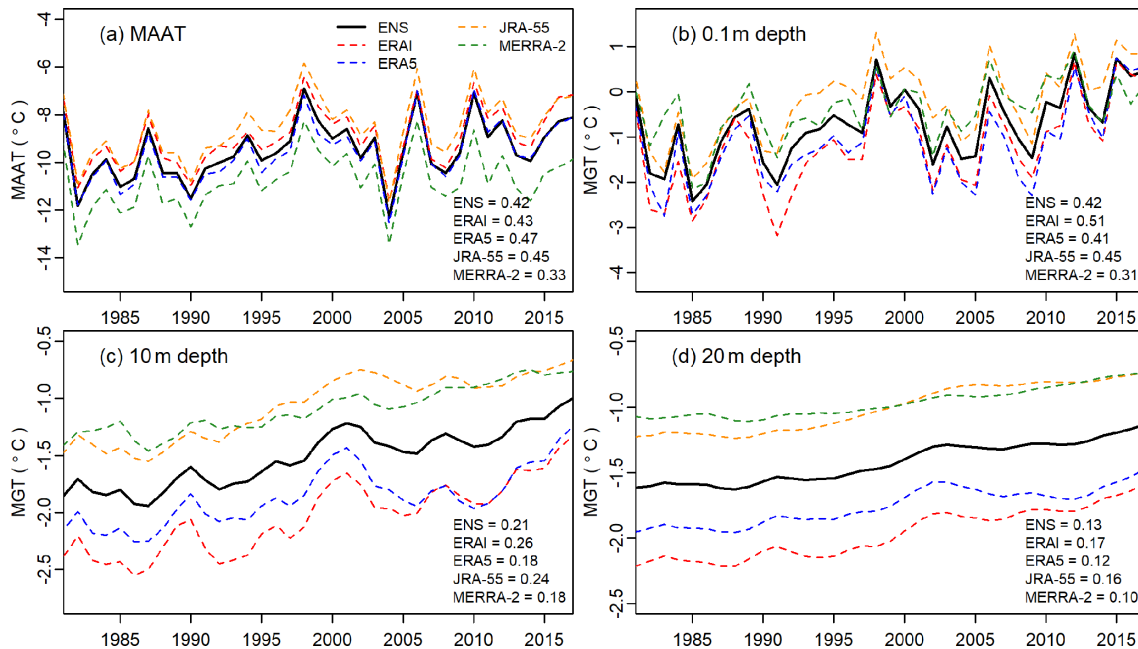 (a) MAAT
ENS
ERAI
ERA5
JRA-55
MERRA-2
MAAT ( ° C )
-4
-6
-8
-10
-12
-14
ENS = 0.42
ERAI = 0.43
ERA5 = 0.47
JRA-55 = 0.45
MERRA-2 = 0.33
1985 1990 1995 2000 2005 2010 2015
(b) 0.1 m depth
MGT ( ° C )
1
0
-1
-2
-3
-4
ENS = 0.42
ERAI = 0.51
ERA5 = 0.41
JRA-55 = 0.45
MERRA-2 = 0.31
1985 1990 1995 2000 2005 2010 2015
(c) 10 m depth
MGT ( ° C )
-0.5
-1.0
-1.5
-2.0
-2.5
ENS = 0.21
ERAI = 0.26
ERA5 = 0.18
JRA-55 = 0.24
MERRA-2 = 0.18
1985 1990 1995 2000 2005 2010 2015
(d) 20 m depth
MGT ( ° C )
-0.5
-1.0
-1.5
-2.0
-2.5
ENS = 0.13
ERAI = 0.17
ERA5 = 0.12
JRA-55 = 0.16
MERRA-2 = 0.10
1985 1990 1995 2000 2005 2010 2015